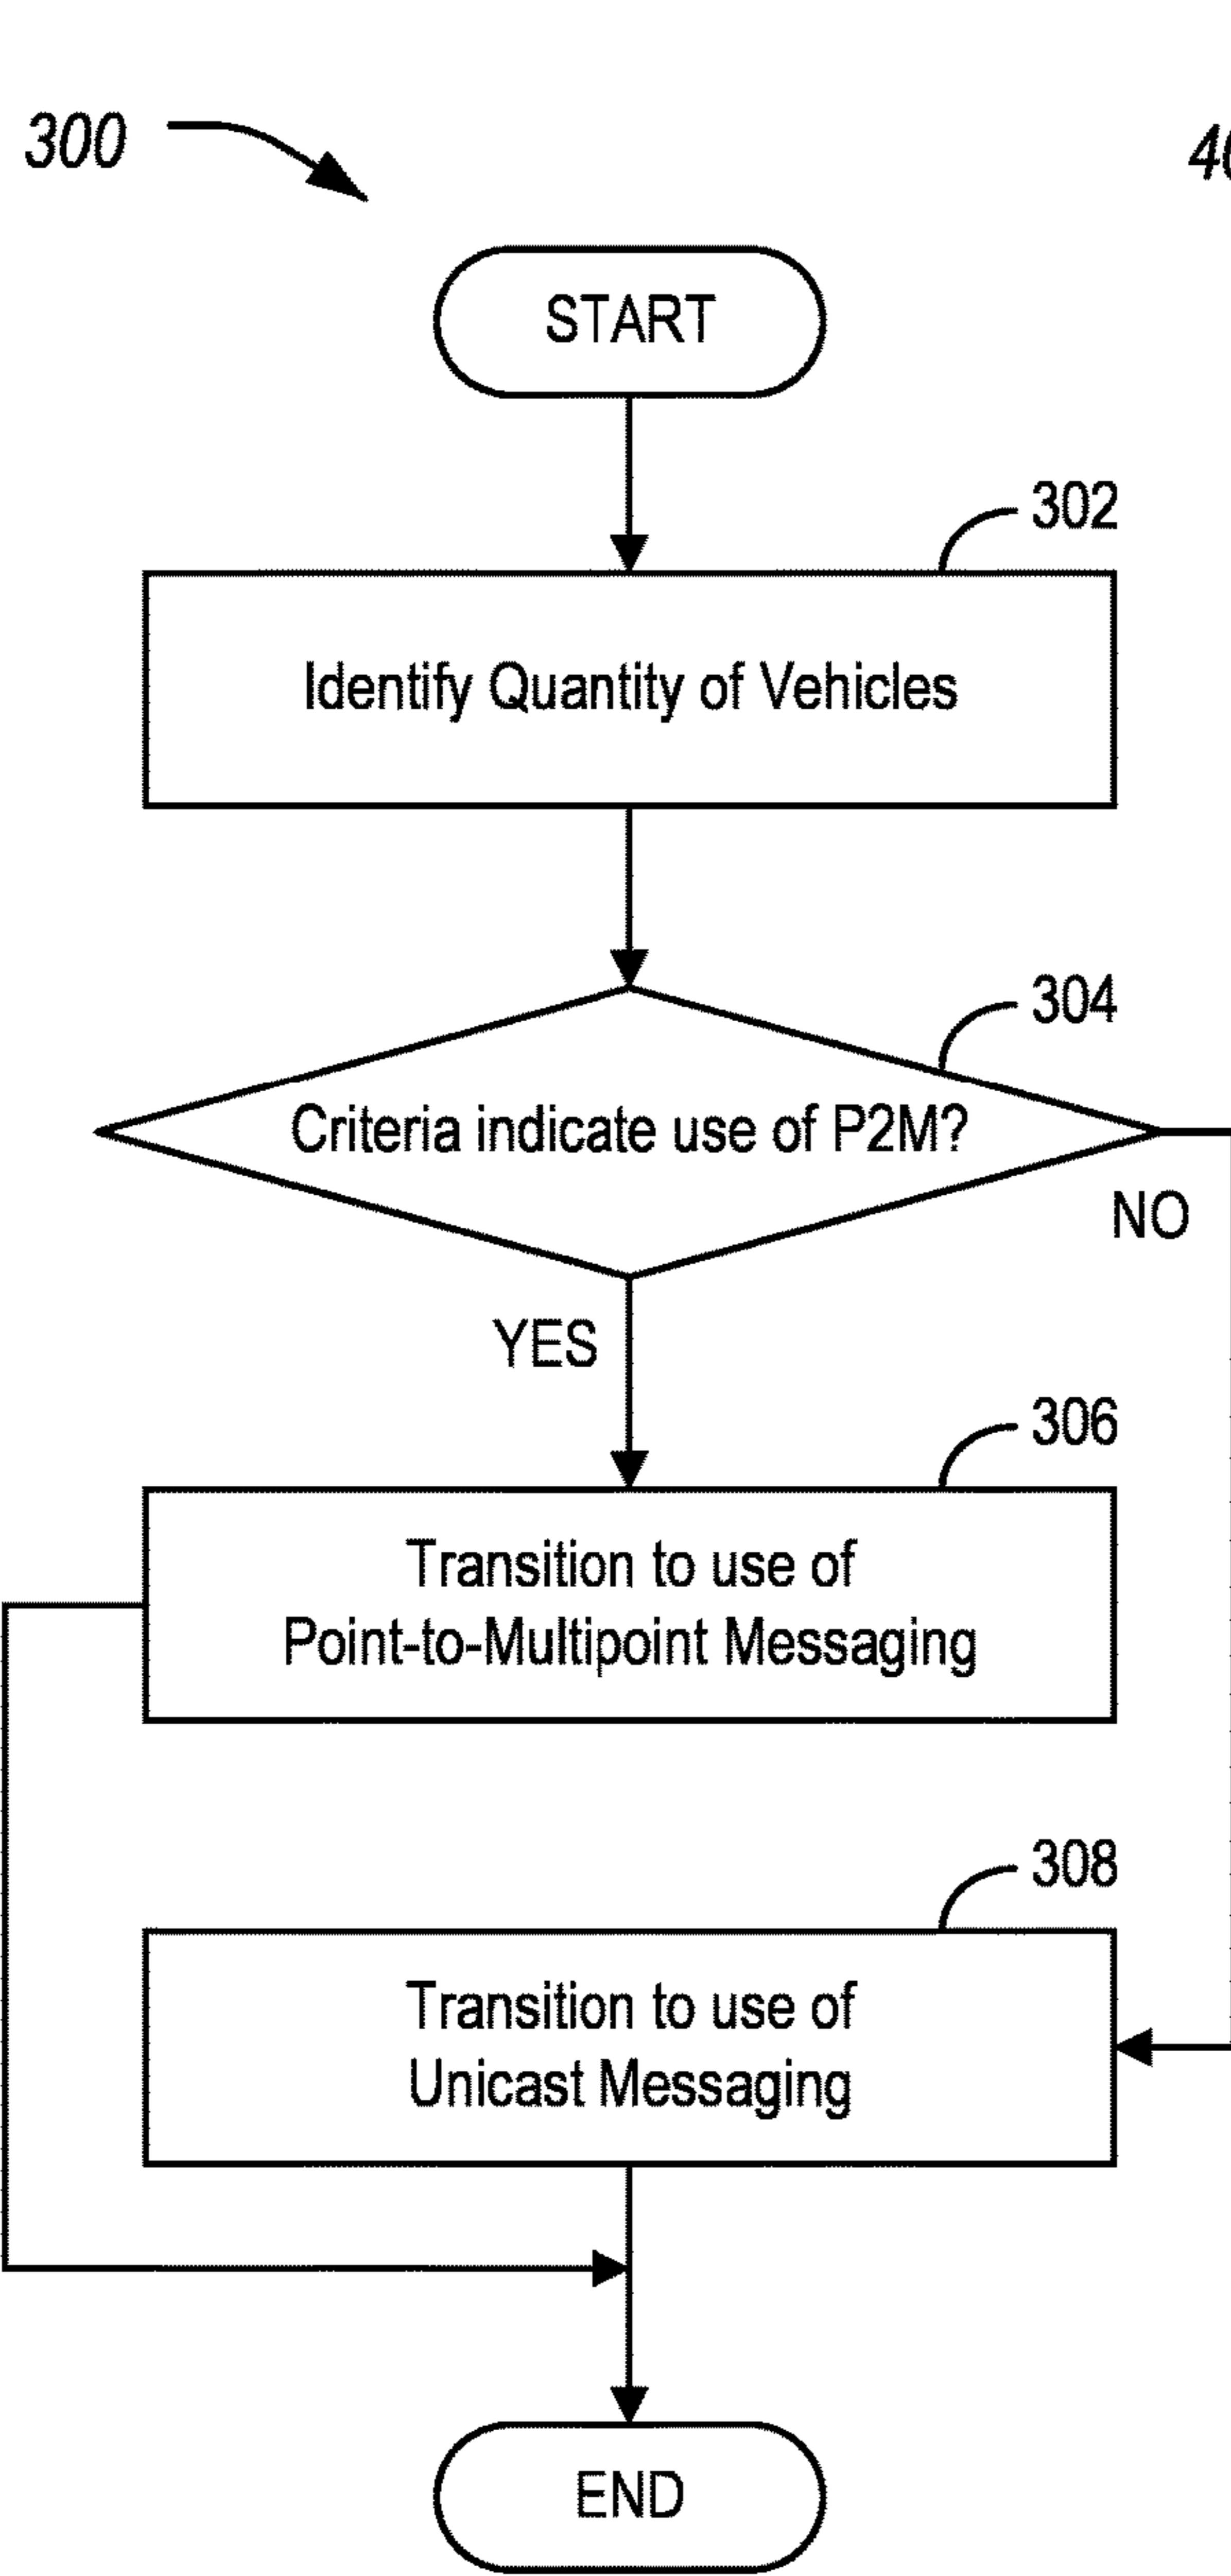 300
START
302
Identify Quantity of Vehicles
304
Criteria indicate use of P2M?
NO
YES
306
Transition to use of
Point-to-Multipoint Messaging
308
Transition to use of
Unicast Messaging
END